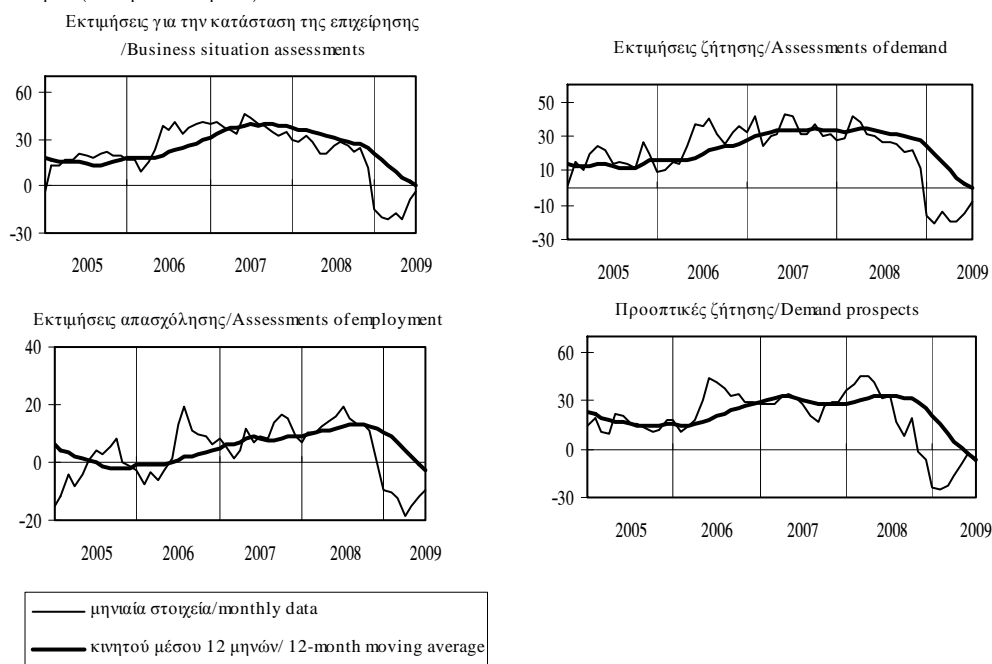 Εκτιμήσεις για την κατάσταση της επιχείρησης
/Business situation assessments
60
30
0
-30
2005 2006 2007 2008 2009
Εκτιμήσεις ζήτησης/Assessments of demand
50
30
10
-10
-30
2005 2006 2007 2008 2009
Εκτιμήσεις απασχόλησης/Assessments of employment
40
20
0
-20
2005 2006 2007 2008 2009
Προοπτικές ζήτησης/Demand prospects
60
30
0
-30
2005 2006 2007 2008 2009
μηνιαία στοιχεία/monthly data
κινητού μέσου 12 μηνών/ 12-month moving average